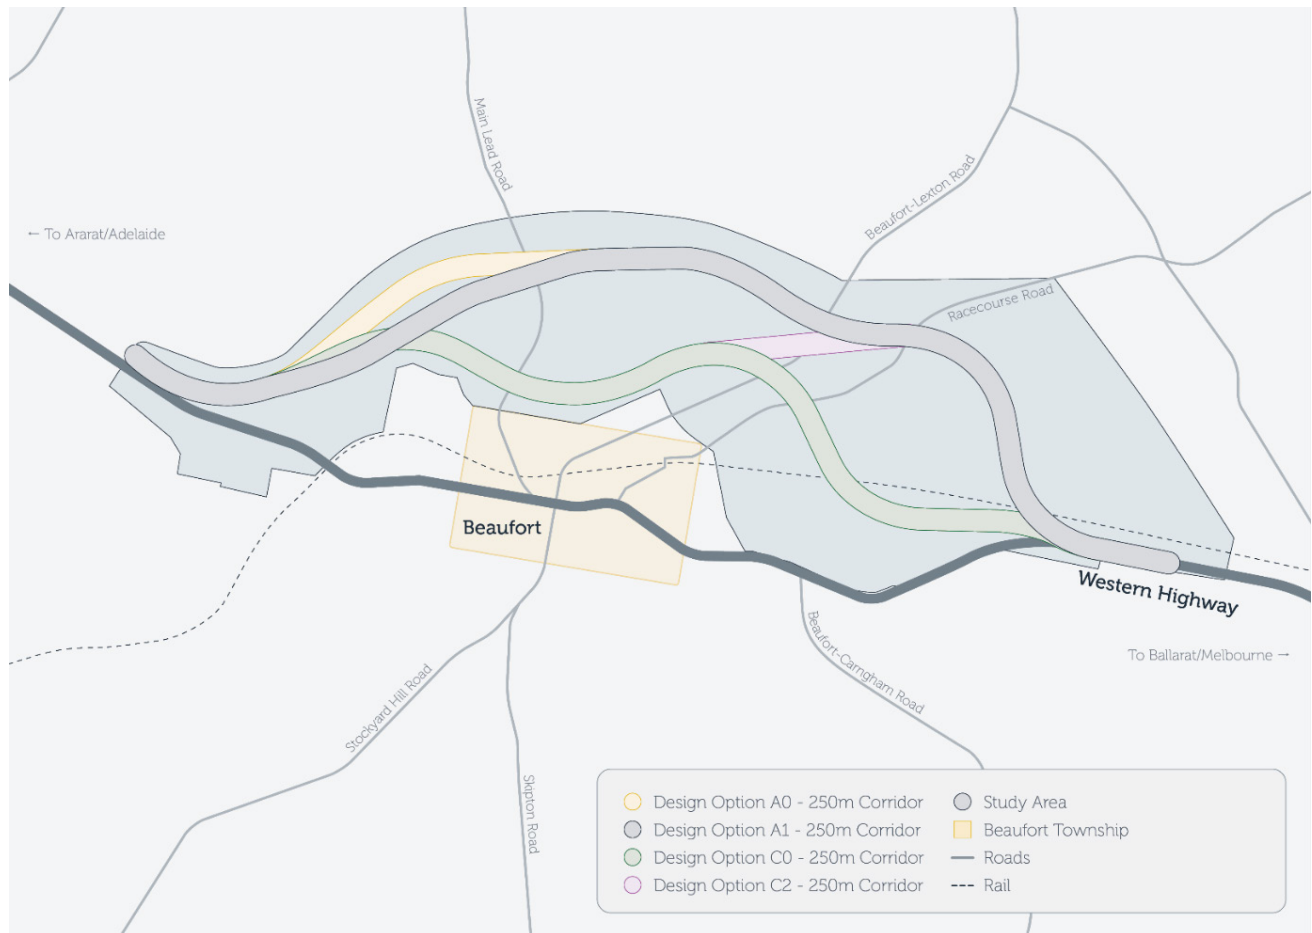 Main Lead Road
Beaufort-Lexton Road
← To Ararat/Adelaide
Racecourse Road
Beaufort
Western Highway
To Ballarat/Melbourne →
Beaufort-Carngham Road
Stockyard Hill Road
Skipton Road
Design Option A0 - 250m Corridor
Design Option A1 - 250m Corridor
Design Option C0 - 250m Corridor
Design Option C2 - 250m Corridor
Study Area
Beaufort Township
Roads
Rail